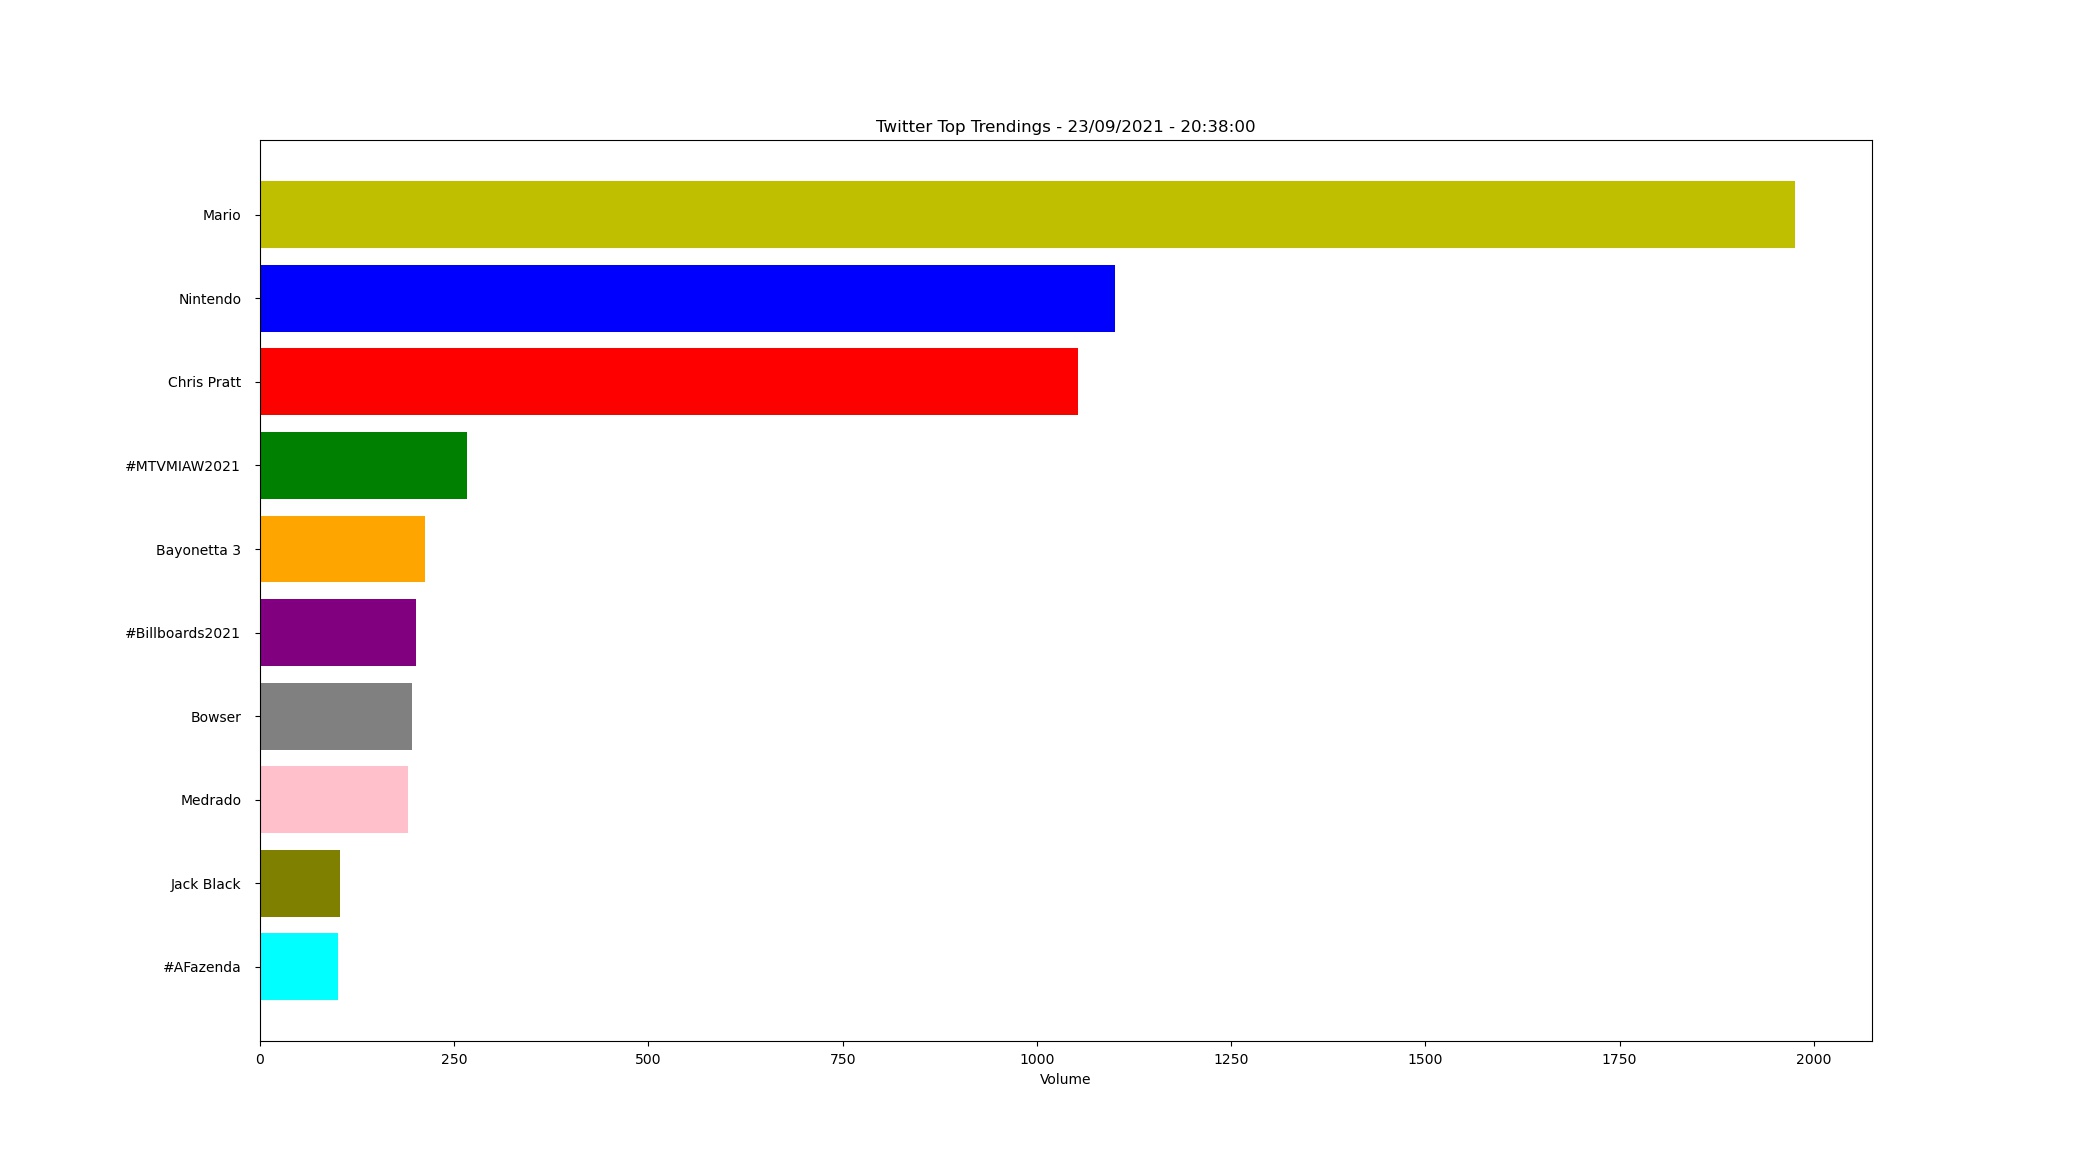 Twitter Top Trendings - 23/09/2021 - 20:38:00
Mario
Nintendo
Chris Pratt
#MTVMIAW2021
Bayonetta 3
#Billboards2021
Bowser
Medrado
Jack Black
#AFazenda
0 250 500 750 1000 1250 1500 1750 2000
Volume